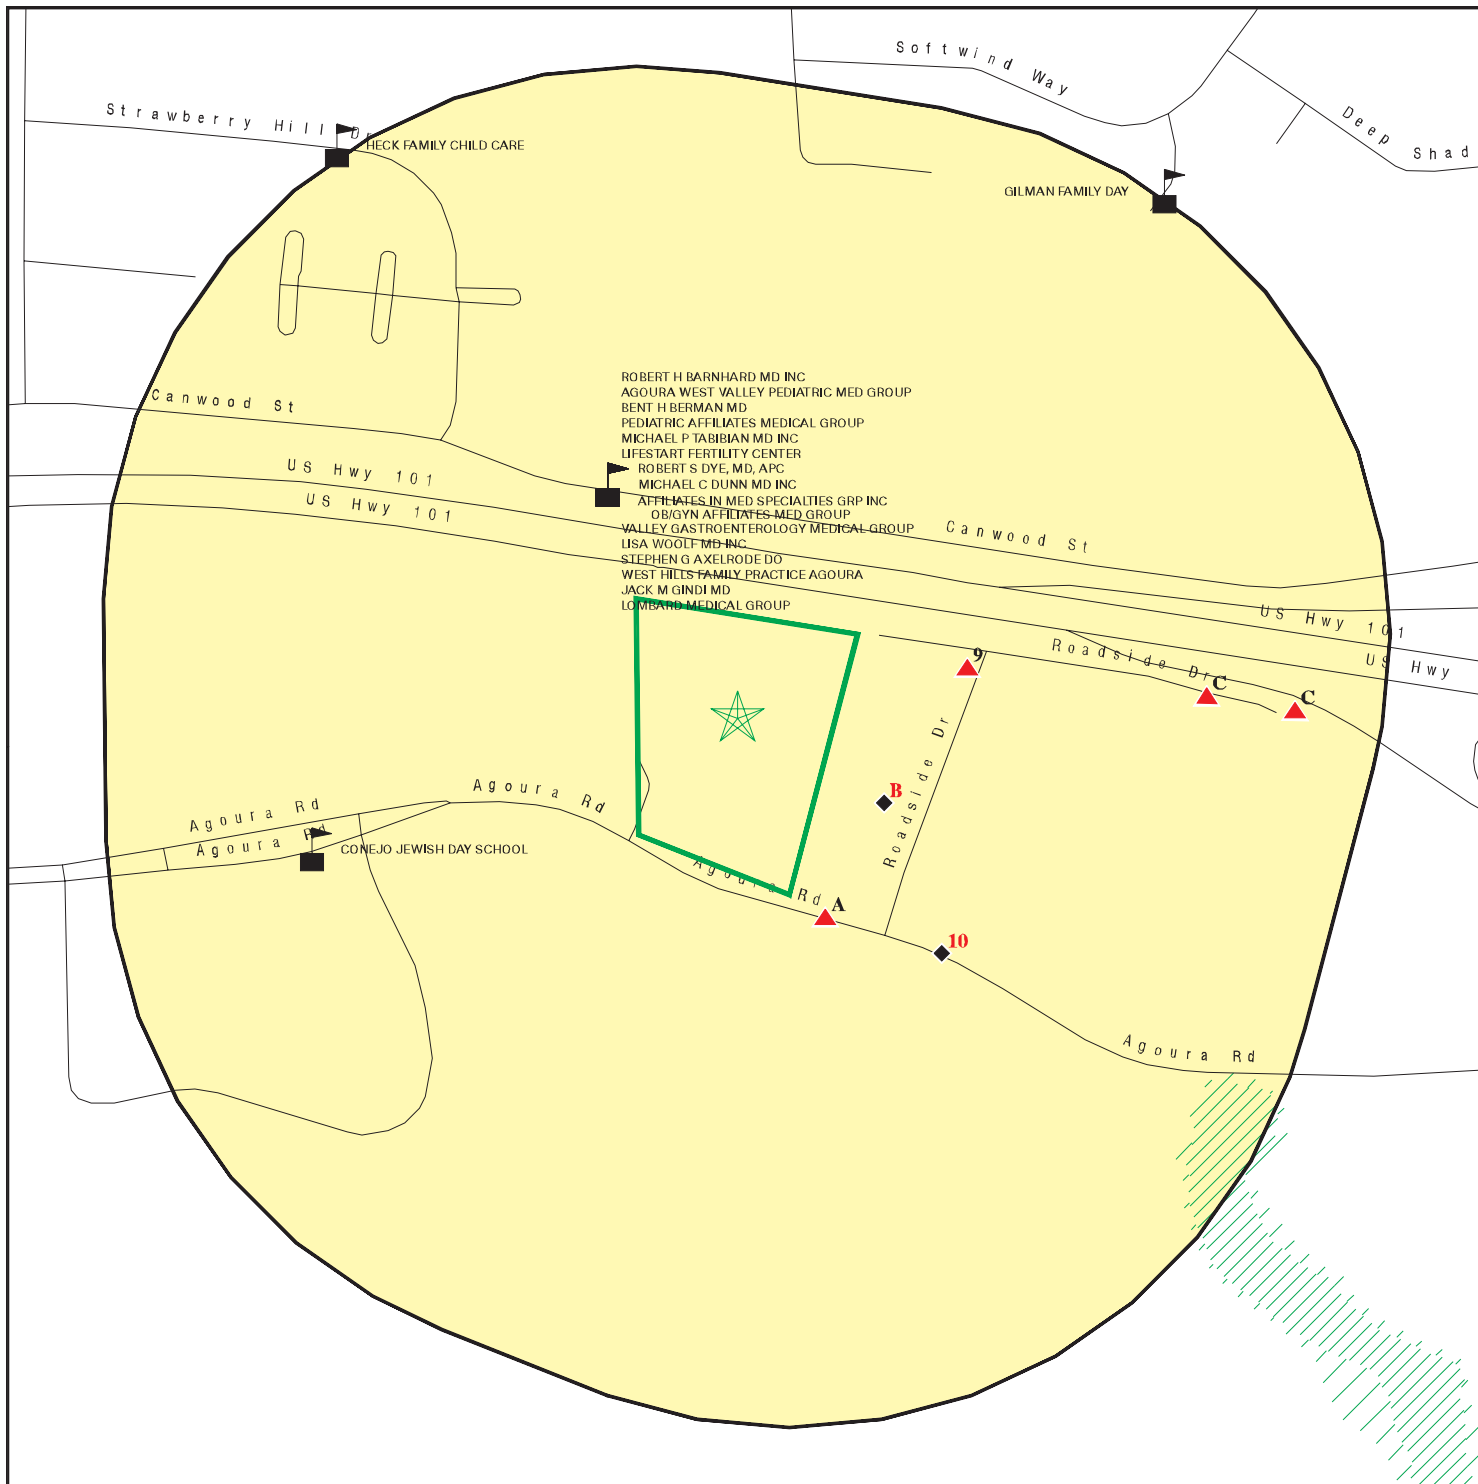 Softwind Way
Deep Shad
Strawberry Hill Dr
HECK FAMILY CHILD CARE
GILMAN FAMILY DAY
Canwood St
ROBERT H BARNHARD MD INC
AGOURA WEST VALLEY PEDIATRIC MED GROUP
BENT H BERMAN MD
PEDIATRIC AFFILIATES MEDICAL GROUP
MICHAEL P TABIBIAN MD INC
LIFESTART FERTILITY CENTER
ROBERT S DYE, MD, APC
MICHAEL C DUNN MD INC
AFFILIATES IN MED SPECIALTIES GRP INC
OB/GYN AFFILIATES MED GROUP
VALLEY GASTROENTEROLOGY MEDICAL GROUP
LISA WOOLF MD INC
STEPHEN G AXELRODE DO
WEST HILLS FAMILY PRACTICE AGOURA
JACK M GINDI MD
LOMBARD MEDICAL GROUP
US Hwy 101
US Hwy 101
Canwood St
US Hwy 101
US Hwy
Roadside Dr
9
C
C
Roadside Dr
B
Agoura Rd
Agoura Rd
Agoura Rd
CONEJO JEWISH DAY SCHOOL
Agoura Rd
A
10
Agoura Rd